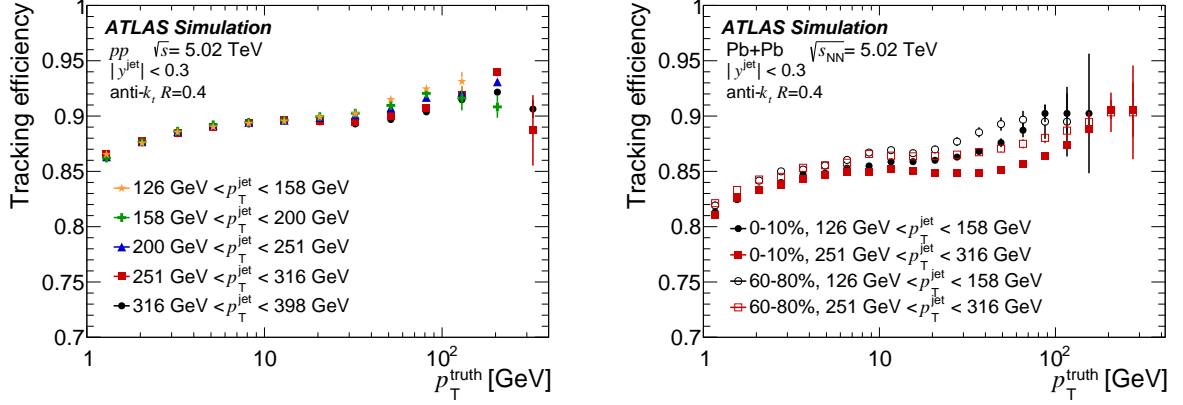 ATLAS Simulation
pp √s= 5.02 TeV
|y^jet| < 0.3
anti-k_t R=0.4
Tracking efficiency
1
0.95
0.9
0.85
0.8
0.75
0.7
126 GeV < p_T^jet < 158 GeV
158 GeV < p_T^jet < 200 GeV
200 GeV < p_T^jet < 251 GeV
251 GeV < p_T^jet < 316 GeV
316 GeV < p_T^jet < 398 GeV
1 10 10²
p_T^truth [GeV]
ATLAS Simulation
Pb+Pb √s_NN= 5.02 TeV
|y^jet| < 0.3
anti-k_t R=0.4
Tracking efficiency
1
0.95
0.9
0.85
0.8
0.75
0.7
0-10%, 126 GeV < p_T^jet < 158 GeV
0-10%, 251 GeV < p_T^jet < 316 GeV
60-80%, 126 GeV < p_T^jet < 158 GeV
60-80%, 251 GeV < p_T^jet < 316 GeV
1 10 10²
p_T^truth [GeV]